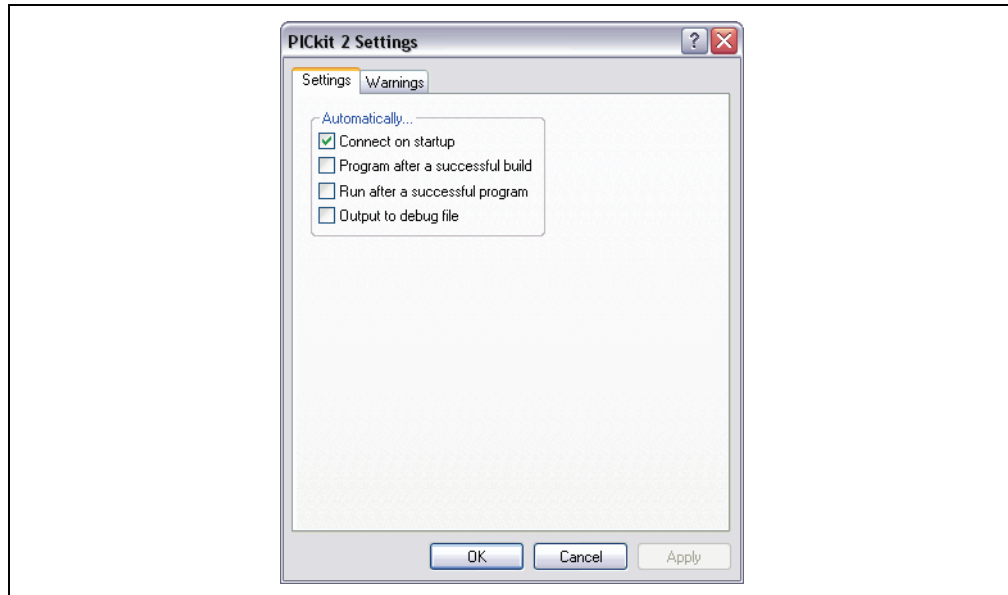 PICkit 2 Settings
Settings Warnings
Automatically...
Connect on startup
Program after a successful build
Run after a successful program
Output to debug file
OK Cancel Apply